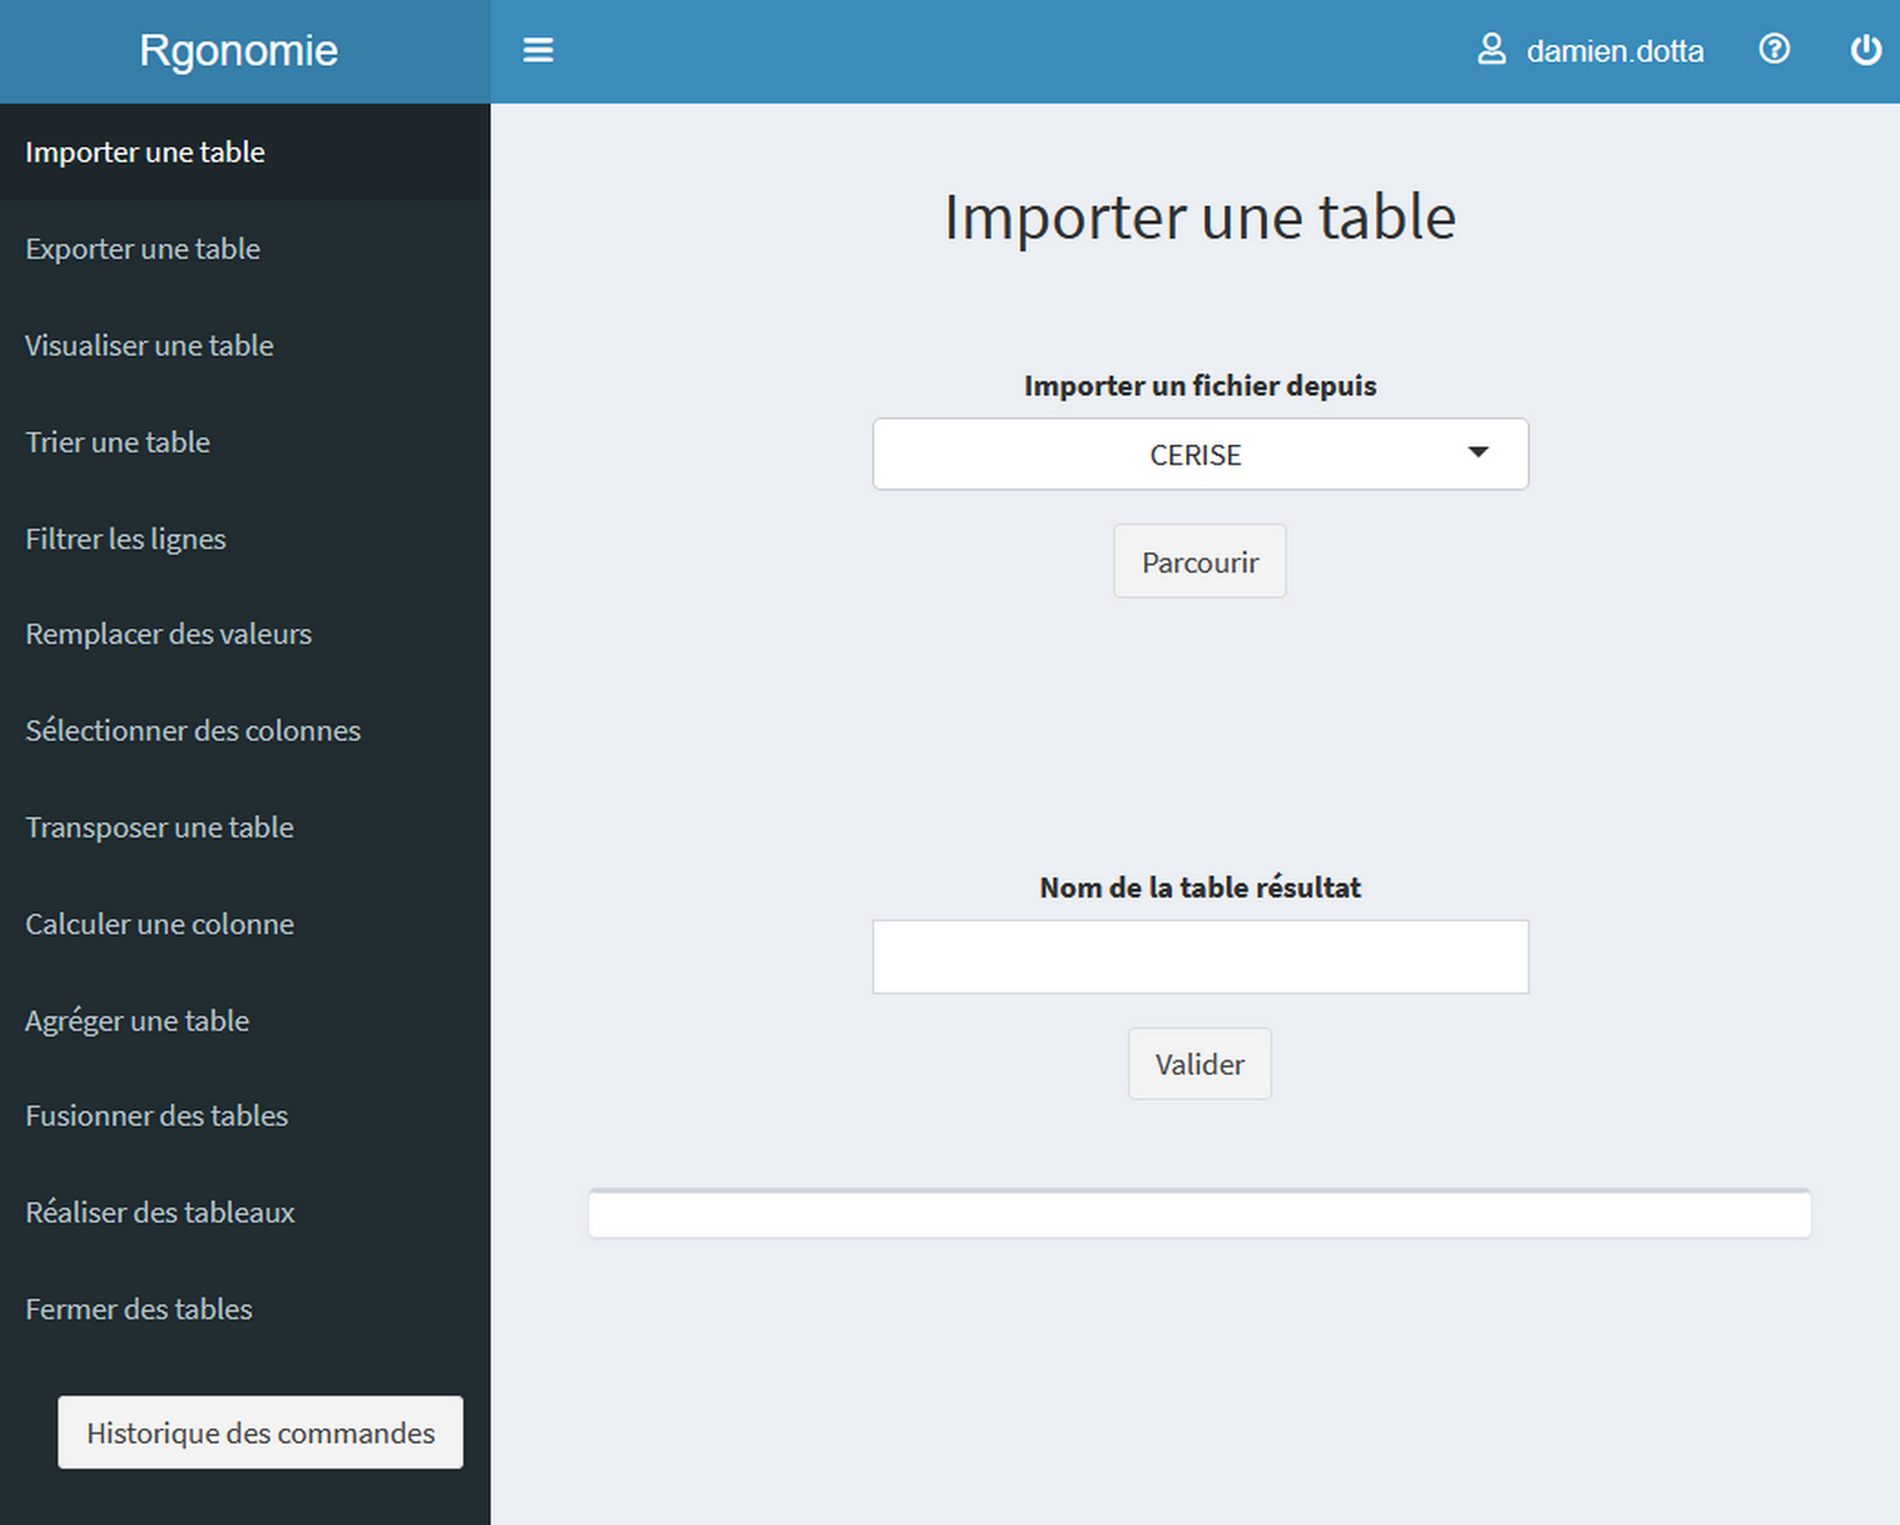 Rgonomie
damien.dotta
Importer une table
Exporter une table
Visualiser une table
Trier une table
Filtrer les lignes
Remplacer des valeurs
Sélectionner des colonnes
Transposer une table
Calculer une colonne
Agréger une table
Fusionner des tables
Réaliser des tableaux
Fermer des tables
Historique des commandes
Importer une table
Importer un fichier depuis
CERISE
Parcourir
Nom de la table résultat
Valider